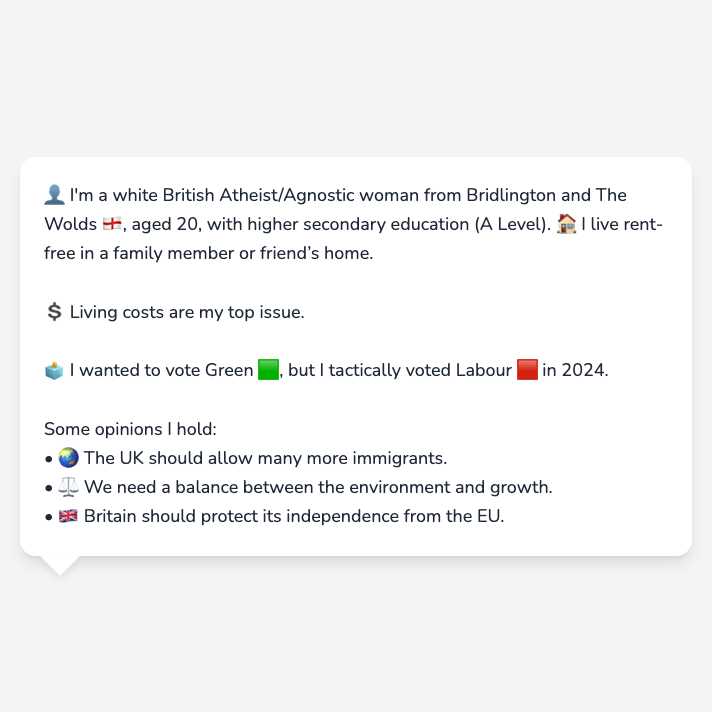 👤 I'm a white British Atheist/Agnostic woman from Bridlington and The
Wolds 🏴󠁧󠁢󠁥󠁮󠁧󠁿, aged 20, with higher secondary education (A Level). 🏠 I live rent-
free in a family member or friend’s home.
💲 Living costs are my top issue.
🗳️ I wanted to vote Green 🟩, but I tactically voted Labour 🟥 in 2024.
Some opinions I hold:
• 🌏 The UK should allow many more immigrants.
• ⚖️ We need a balance between the environment and growth.
• 🇬🇧 Britain should protect its independence from the EU.